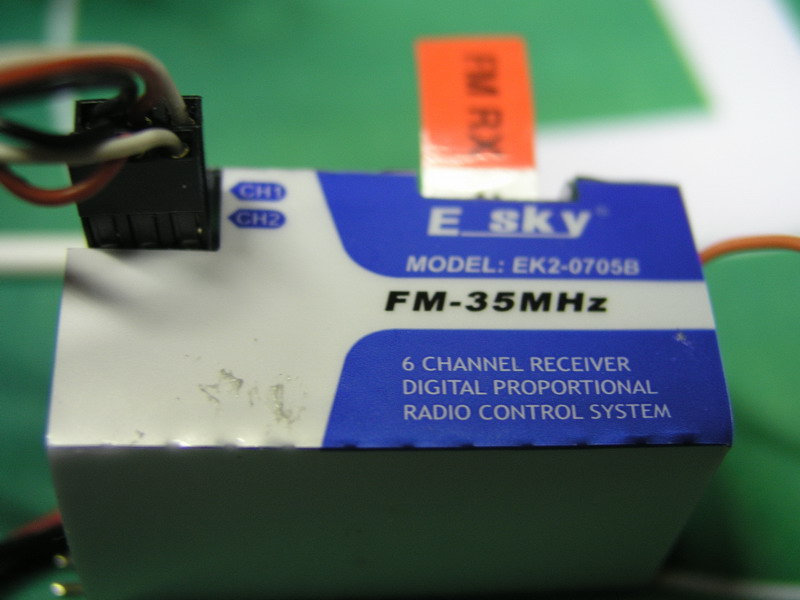 FM RX
CH1
CH2
E_sky®
MODEL: EK2-0705B
FM-35MHz
6 CHANNEL RECEIVER
DIGITAL PROPORTIONAL
RADIO CONTROL SYSTEM